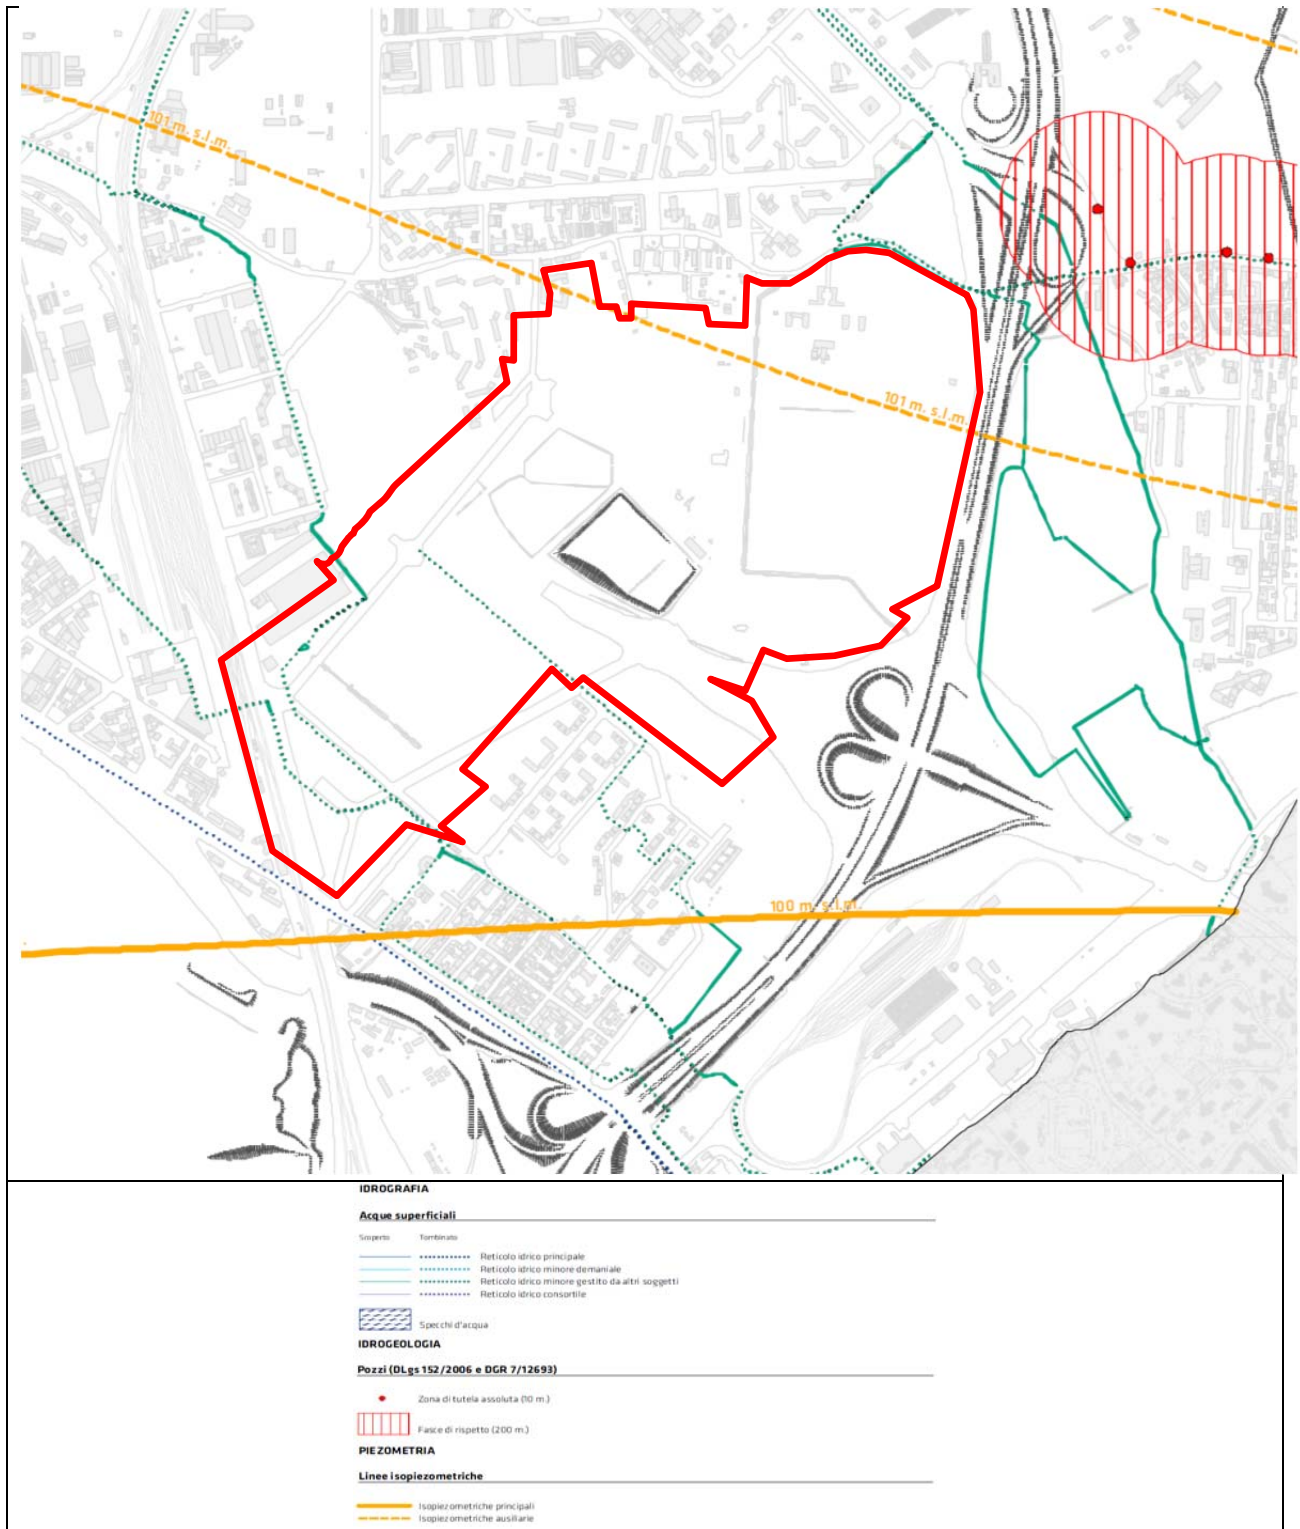 101 m. s.l.m.
101 m. s.l.m.
100 m. s.l.m.
IDROGRAFIA
Acque superficiali
Scoperto Tombinato
Reticolo idrico principale
Reticolo idrico minore demaniale
Reticolo idrico minore gestito da altri soggetti
Reticolo idrico consortile
Specchi d'acqua
IDROGEOLOGIA
Pozzi (DLgs 152/2006 e DGR 7/12693)
Zona di tutela assoluta (10 m.)
Fasce di rispetto (200 m.)
PIEZOMETRIA
Linee isopiezometriche
Isopiezometriche principali
Isopiezometriche ausiliarie